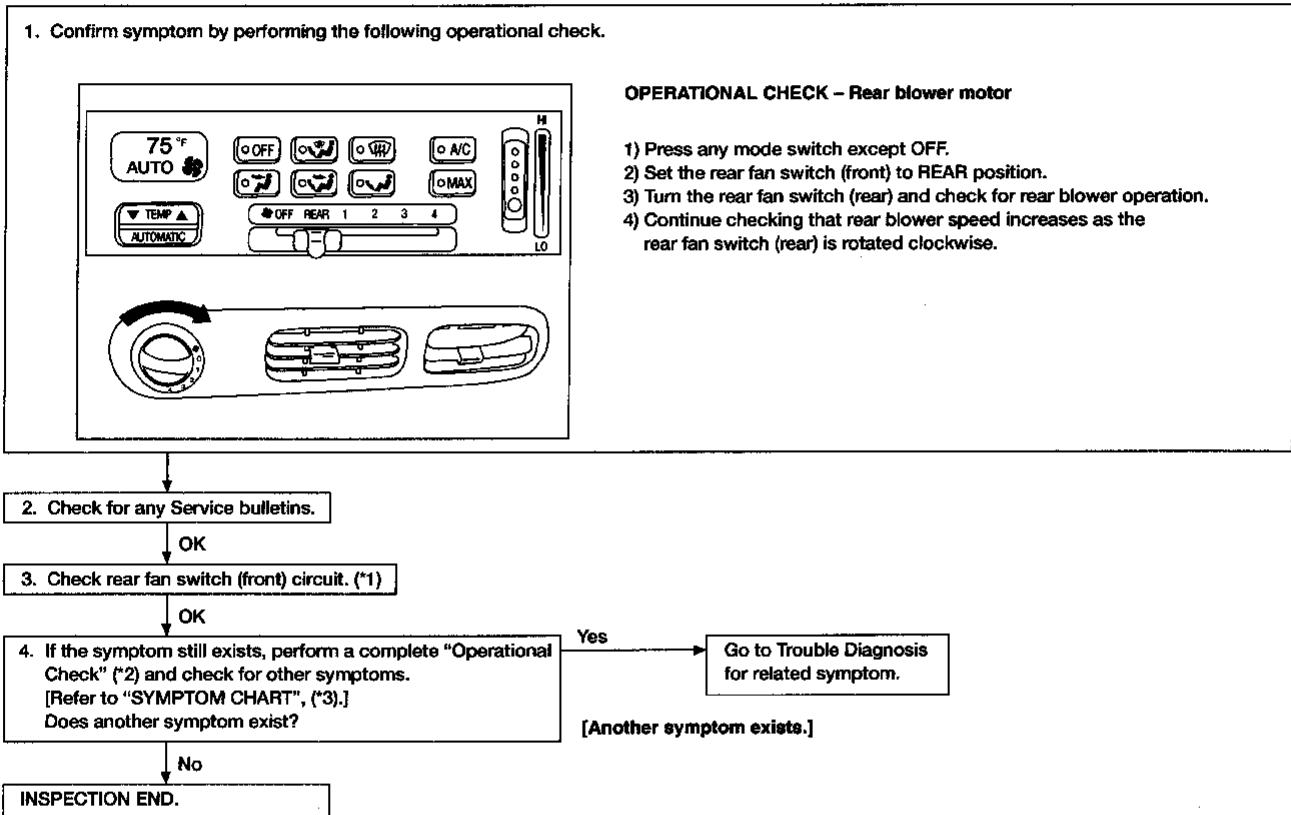 1. Confirm symptom by performing the following operational check.
75°F
AUTO
OFF
A/C
MAX
▼ TEMP ▲
AUTOMATIC
OFF REAR 1 2 3 4
HI
LO
0
1
2
3
4
OPERATIONAL CHECK – Rear blower motor
1) Press any mode switch except OFF.
2) Set the rear fan switch (front) to REAR position.
3) Turn the rear fan switch (rear) and check for rear blower operation.
4) Continue checking that rear blower speed increases as the
rear fan switch (rear) is rotated clockwise.
2. Check for any Service bulletins.
OK
3. Check rear fan switch (front) circuit. (*1)
OK
4. If the symptom still exists, perform a complete “Operational
Check” (*2) and check for other symptoms.
[Refer to “SYMPTOM CHART”, (*3).]
Does another symptom exist?
Yes
Go to Trouble Diagnosis
for related symptom.
[Another symptom exists.]
No
INSPECTION END.